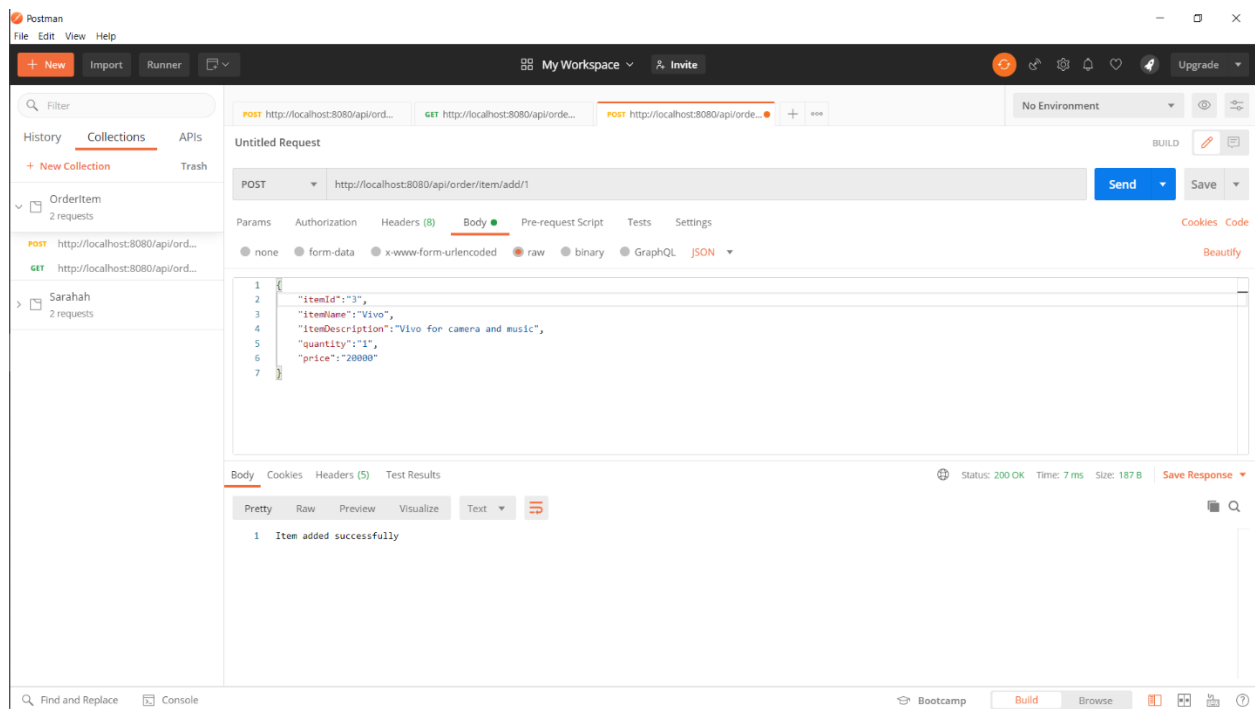 Postman
File Edit View Help
+ New Import Runner My Workspace Invite Upgrade
Filter
History Collections APIs
+ New Collection Trash
OrderItem
2 requests
POST http://localhost:8080/api/ord...
GET http://localhost:8080/api/ord...
Sarahah
2 requests
POST http://localhost:8080/api/ord... GET http://localhost:8080/api/orde... POST http://localhost:8080/api/orde... No Environment
Untitled Request BUILD
POST http://localhost:8080/api/order/item/add/1 Send Save
Params Authorization Headers (8) Body Pre-request Script Tests Settings Cookies Code
none form-data x-www-form-urlencoded raw binary GraphQL JSON Beautify
1 {
2 "itemId":"3",
3 "itemName":"Vivo",
4 "itemDescription":"Vivo for camera and music",
5 "quantity":"1",
6 "price":"20000"
7 }
Body Cookies Headers (5) Test Results Status: 200 OK Time: 7 ms Size: 187 B Save Response
Pretty Raw Preview Visualize Text
1 Item added successfully
Find and Replace Console Bootcamp Build Browse